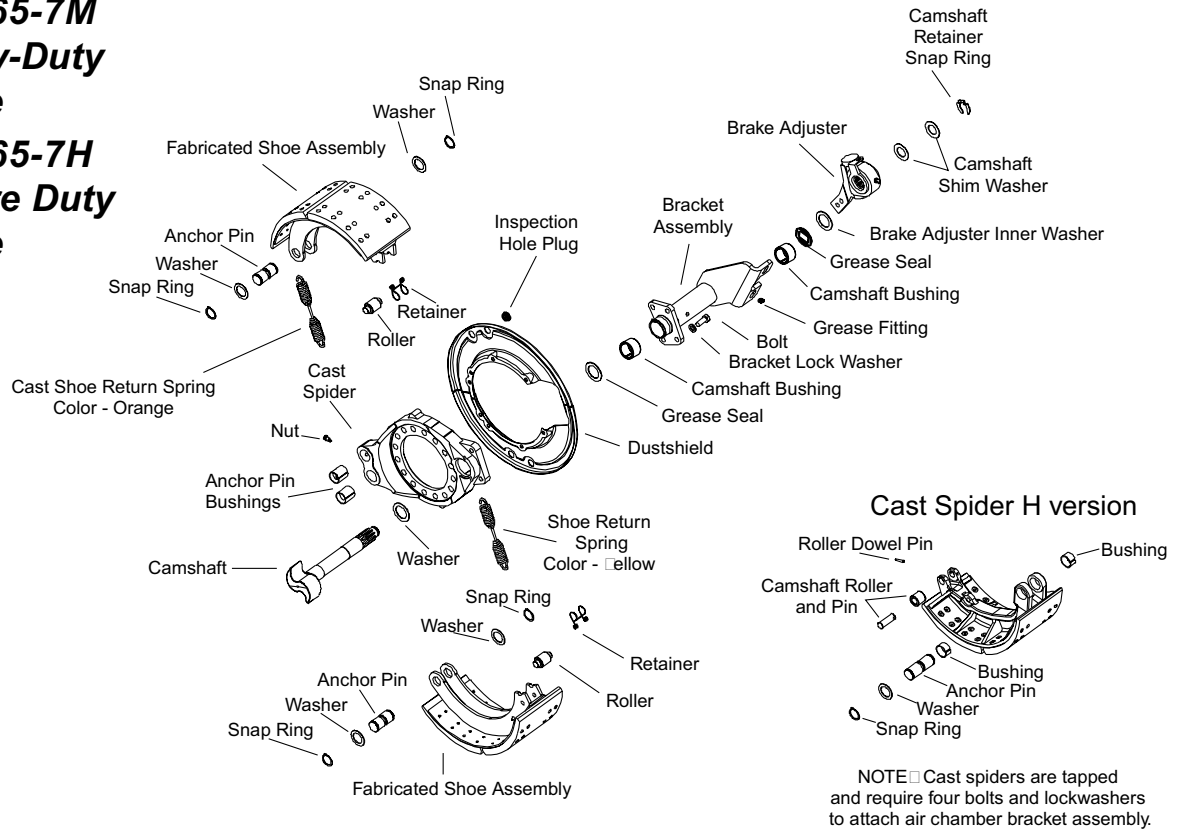 65-7M
y-Duty
e
65-7H
e Duty
e
Camshaft
Retainer
Snap Ring
Snap Ring
Washer
Brake Adjuster
Fabricated Shoe Assembly
Camshaft
Shim Washer
Bracket
Assembly
Inspection
Hole Plug
Anchor Pin
Brake Adjuster Inner Washer
Washer
Grease Seal
Snap Ring
Camshaft Bushing
Retainer
Grease Fitting
Roller
Bolt
Bracket Lock Washer
Cast Shoe Return Spring
Color - Orange
Cast
Spider
Camshaft Bushing
Grease Seal
Nut
Dustshield
Anchor Pin
Bushings
Cast Spider H version
Shoe Return
Spring
Color - □ellow
Washer
Camshaft
Roller Dowel Pin
Bushing
Camshaft Roller
and Pin
Snap Ring
Washer
Retainer
Bushing
Anchor Pin
Roller
Anchor Pin
Washer
Washer
Snap Ring
Snap Ring
Fabricated Shoe Assembly
NOTE□ Cast spiders are tapped
and require four bolts and lockwashers
to attach air chamber bracket assembly.